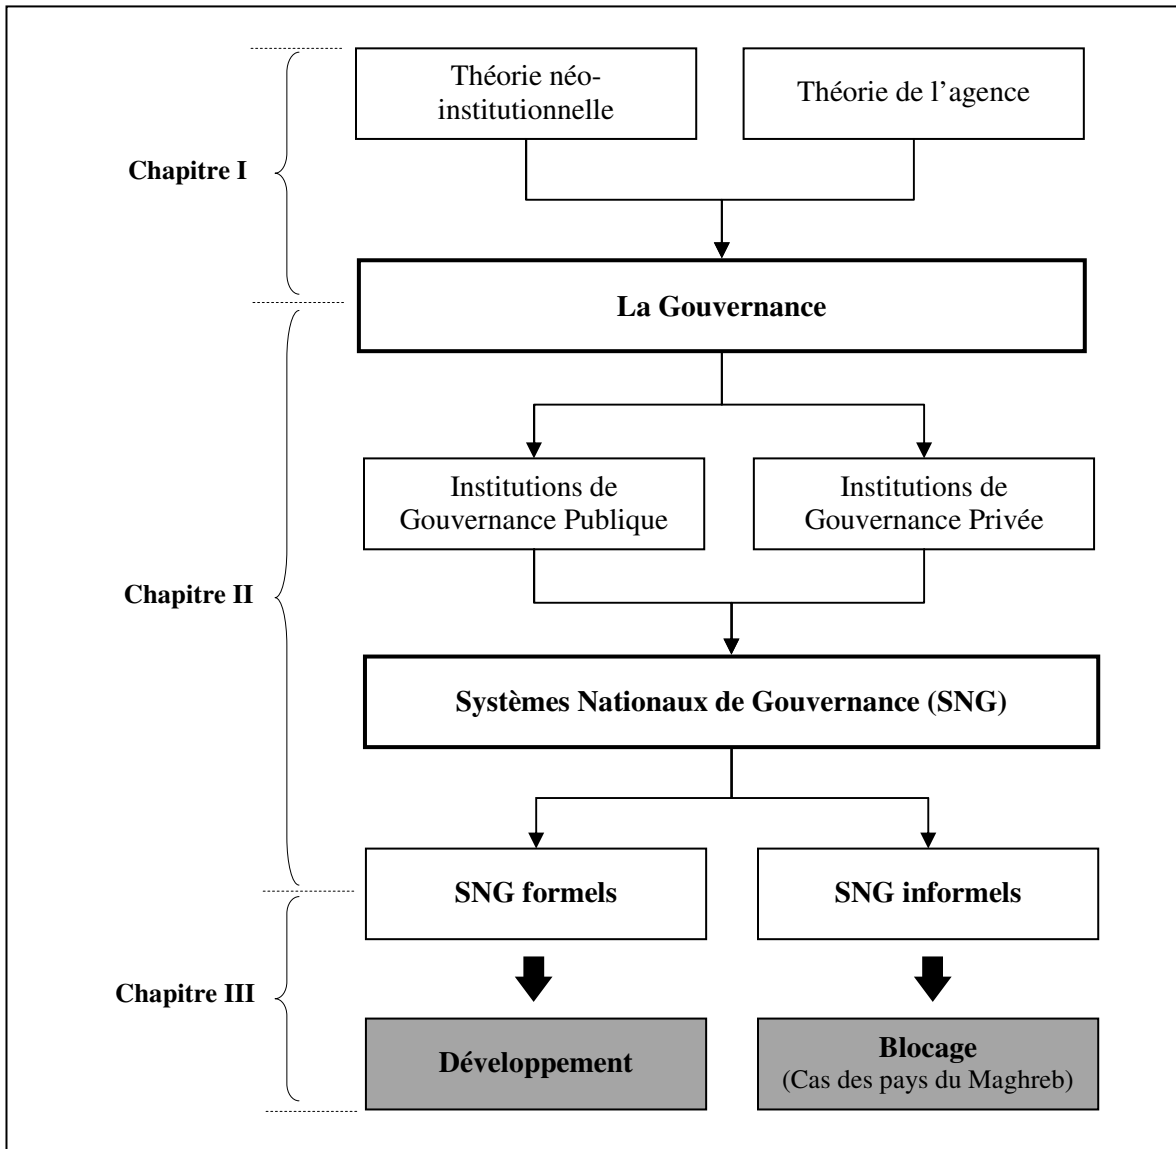 Théorie néo-
institutionnelle
Théorie de l’agence
Chapitre I
La Gouvernance
Institutions de
Gouvernance Publique
Institutions de
Gouvernance Privée
Chapitre II
Systèmes Nationaux de Gouvernance (SNG)
SNG formels
SNG informels
Chapitre III
Développement
Blocage
(Cas des pays du Maghreb)